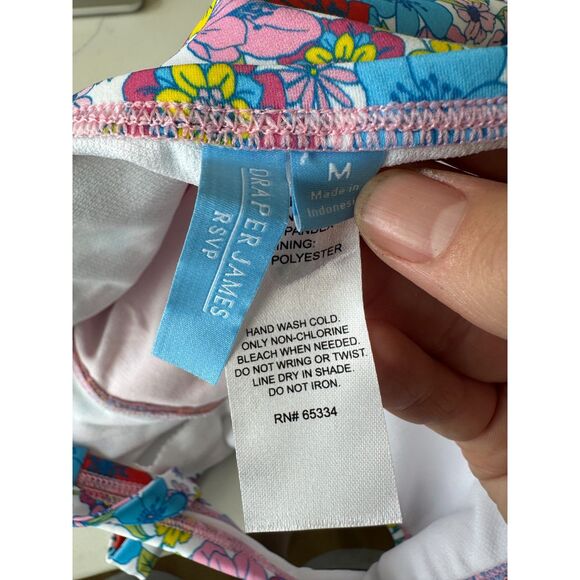 DRAPER JAMES
RSVP
M
Made in
Indonesia
PANDEX
INING:
POLYESTER
HAND WASH COLD.
ONLY NON-CHLORINE
BLEACH WHEN NEEDED.
DO NOT WRING OR TWIST.
LINE DRY IN SHADE.
DO NOT IRON.
RN# 65334